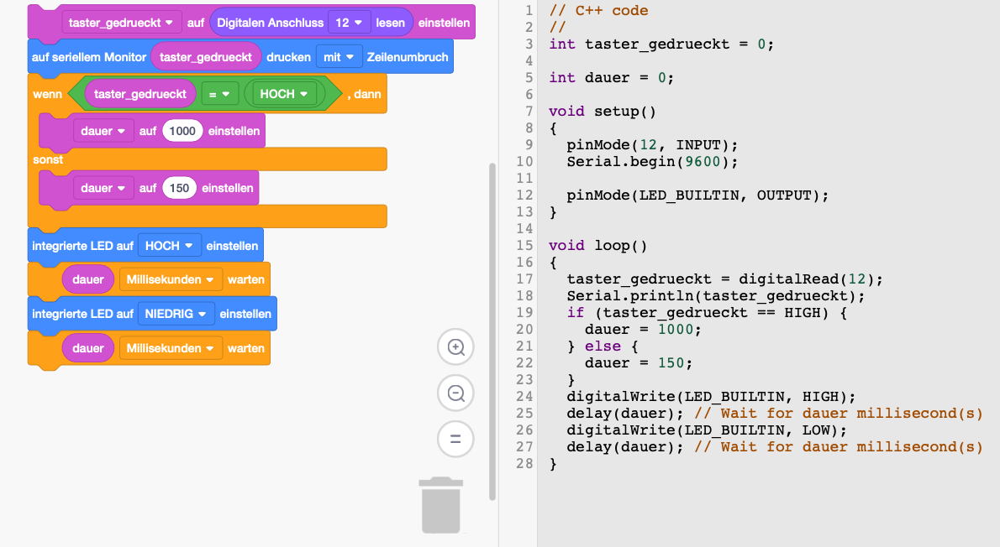 taster_gedrueckt auf Digitalen Anschluss 12 lesen einstellen
auf seriellem Monitor taster_gedrueckt drucken mit Zeilenumbruch
wenn taster_gedrueckt = HOCH , dann
dauer auf 1000 einstellen
sonst
dauer auf 150 einstellen
integrierte LED auf HOCH einstellen
dauer Millisekunden warten
integrierte LED auf NIEDRIG einstellen
dauer Millisekunden warten
1 // C++ code
2 //
3 int taster_gedrueckt = 0;
4
5 int dauer = 0;
6
7 void setup()
8 {
9   pinMode(12, INPUT);
10   Serial.begin(9600);
11
12   pinMode(LED_BUILTIN, OUTPUT);
13 }
14
15 void loop()
16 {
17   taster_gedrueckt = digitalRead(12);
18   Serial.println(taster_gedrueckt);
19   if (taster_gedrueckt == HIGH) {
20     dauer = 1000;
21   } else {
22     dauer = 150;
23   }
24   digitalWrite(LED_BUILTIN, HIGH);
25   delay(dauer); // Wait for dauer millisecond(s)
26   digitalWrite(LED_BUILTIN, LOW);
27   delay(dauer); // Wait for dauer millisecond(s)
28 }